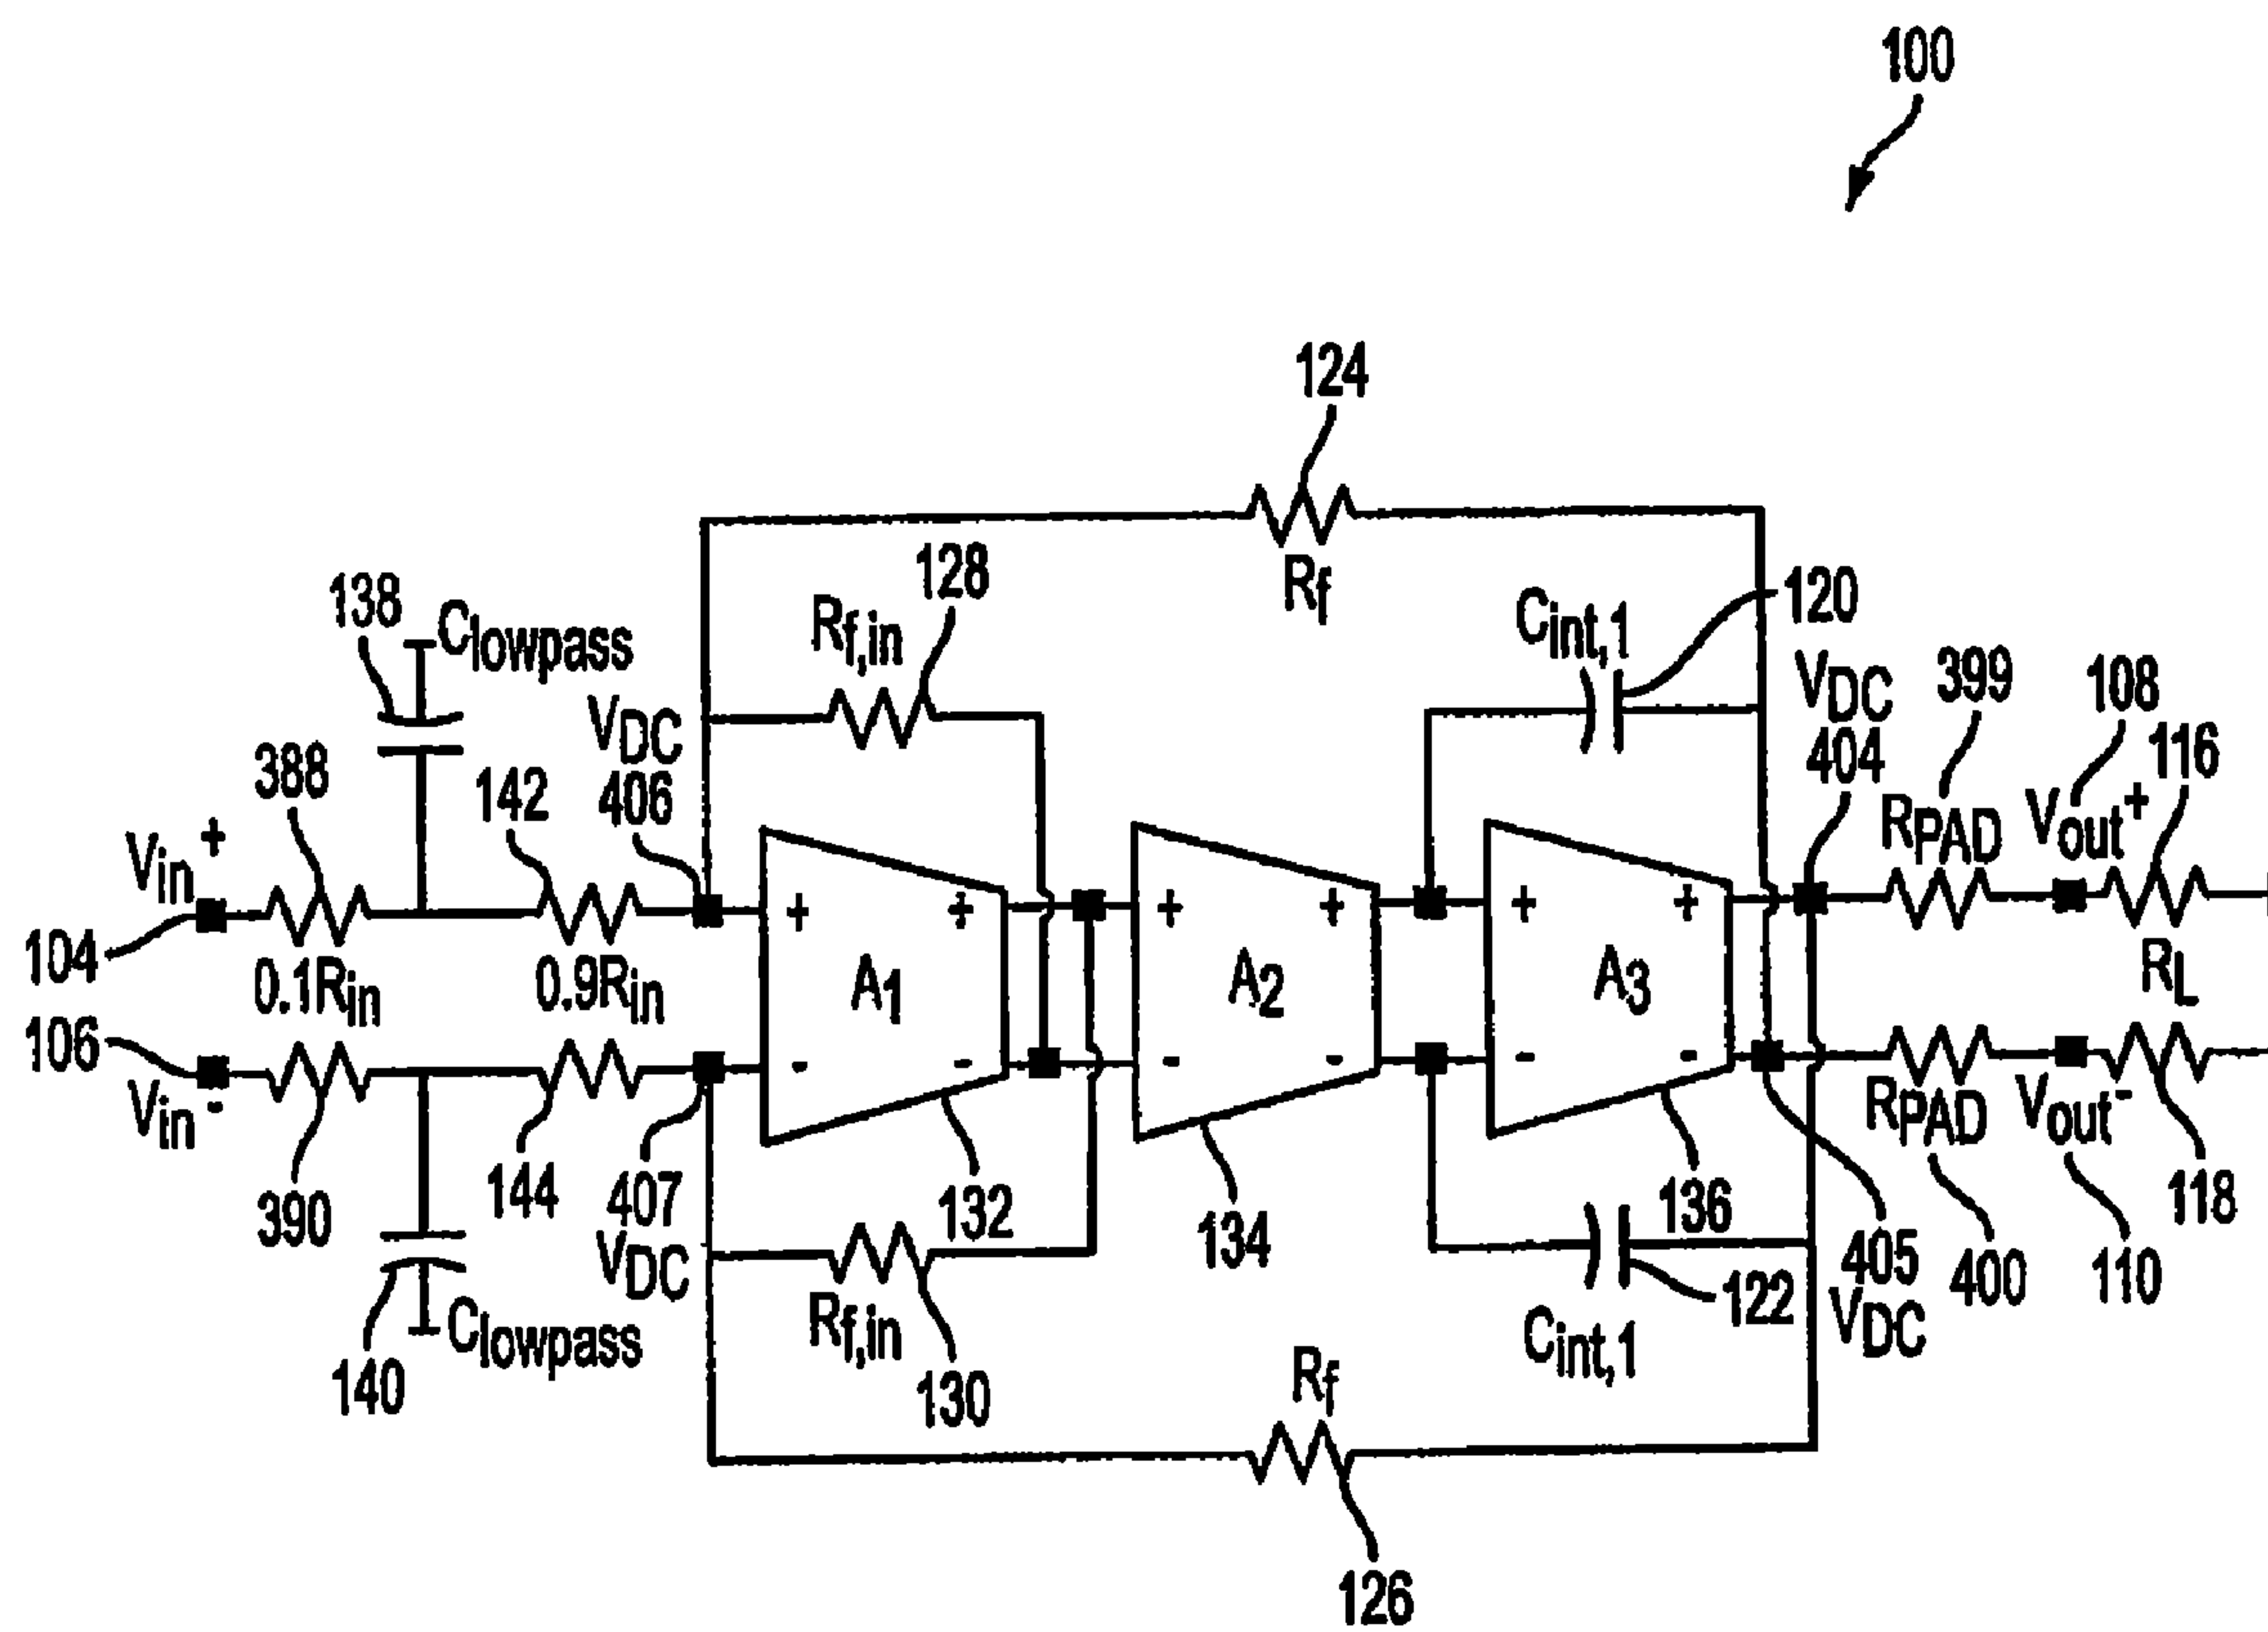 100
124
Rf
128
Rf,in
138
Clowpass
Cint,1
120
VDC
404
399
108
116
VDC
406
388
142
RPAD
Vout+
Vin+
104
0.1Rin
0.9Rin
+ + A1 - -
+ + A2 - -
+ + A3 - -
RL
106
Vin-
390
144
407
VDC
132
134
136
RPAD
Vout-
118
405
VDC
400
110
122
Cint,1
140
Clowpass
Rf,in
130
Rf
126